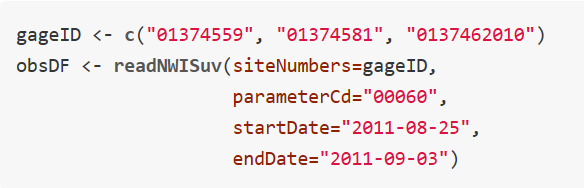 gageID <- c("01374559", "01374581", "0137462010")
obsDF <- readNWISuv(siteNumbers=gageID,
                    parameterCd="00060",
                    startDate="2011-08-25",
                    endDate="2011-09-03")